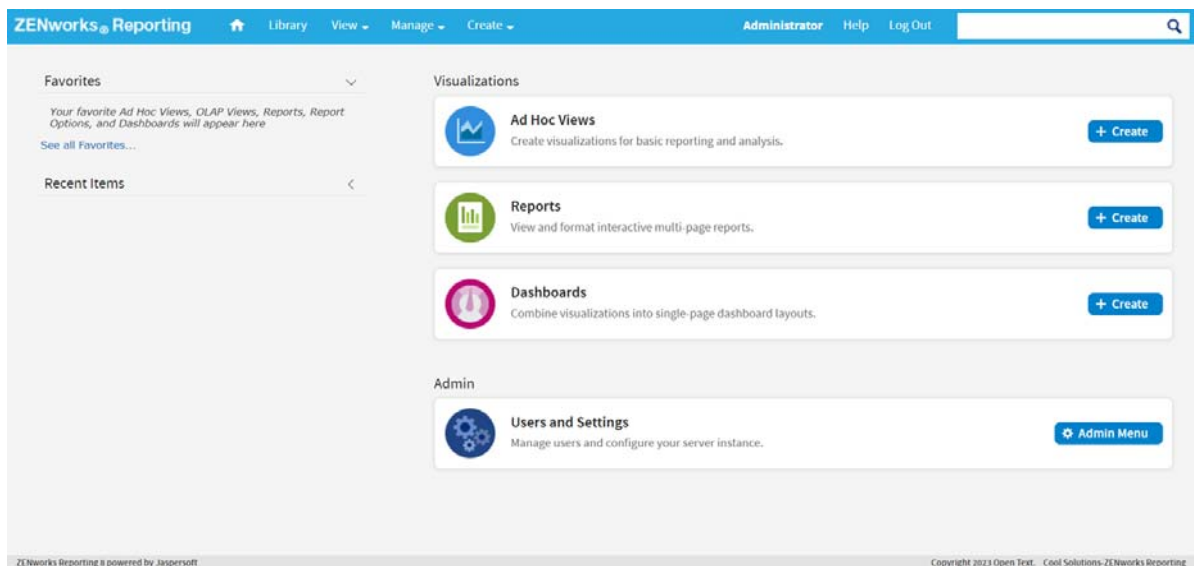 ZENworks® Reporting Library View Manage Create Administrator Help Log Out
Favorites
Your favorite Ad Hoc Views, OLAP Views, Reports, Report
Options, and Dashboards will appear here
See all Favorites...
Recent Items
Visualizations
Ad Hoc Views
Create visualizations for basic reporting and analysis.
+ Create
Reports
View and format interactive multi-page reports.
+ Create
Dashboards
Combine visualizations into single-page dashboard layouts.
+ Create
Admin
Users and Settings
Manage users and configure your server instance.
Admin Menu
ZENworks Reporting 8 powered by Jaspersoft
Copyright 2023 Open Text. Cool Solutions-ZENworks Reporting